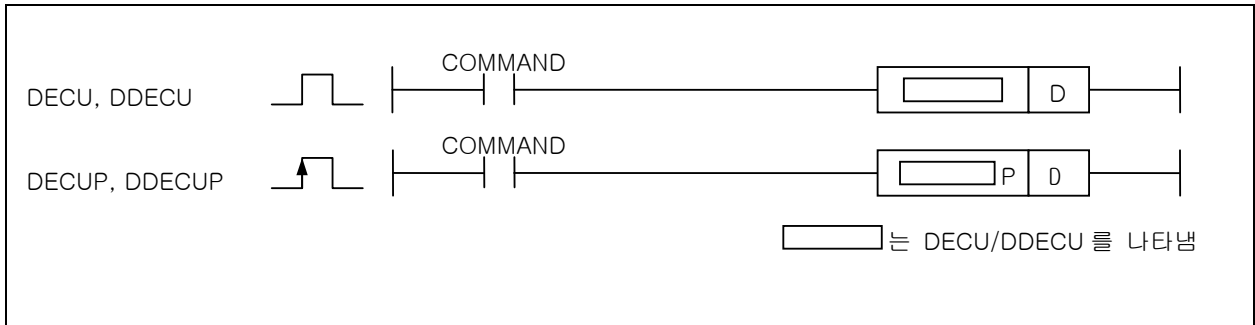 COMMAND
DECU, DDECU
D
COMMAND
DECUP, DDECUP
P D
는 DECU/DDECU 를 나타냄